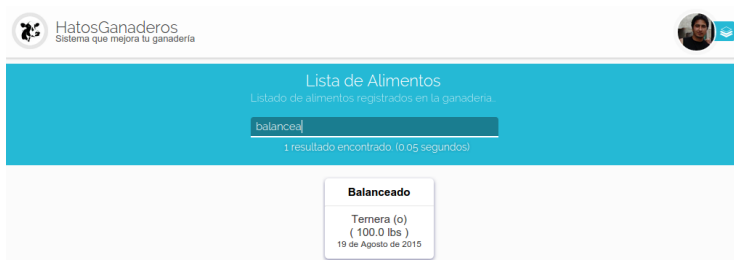 HatosGanaderos
Sistema que mejora tu ganadería
Lista de Alimentos
Listado de alimentos registrados en la ganaderia..
balancea
1 resultado encontrado. (0.05 segundos)
Balanceado
Ternera (o)
( 100.0 lbs )
19 de Agosto de 2015